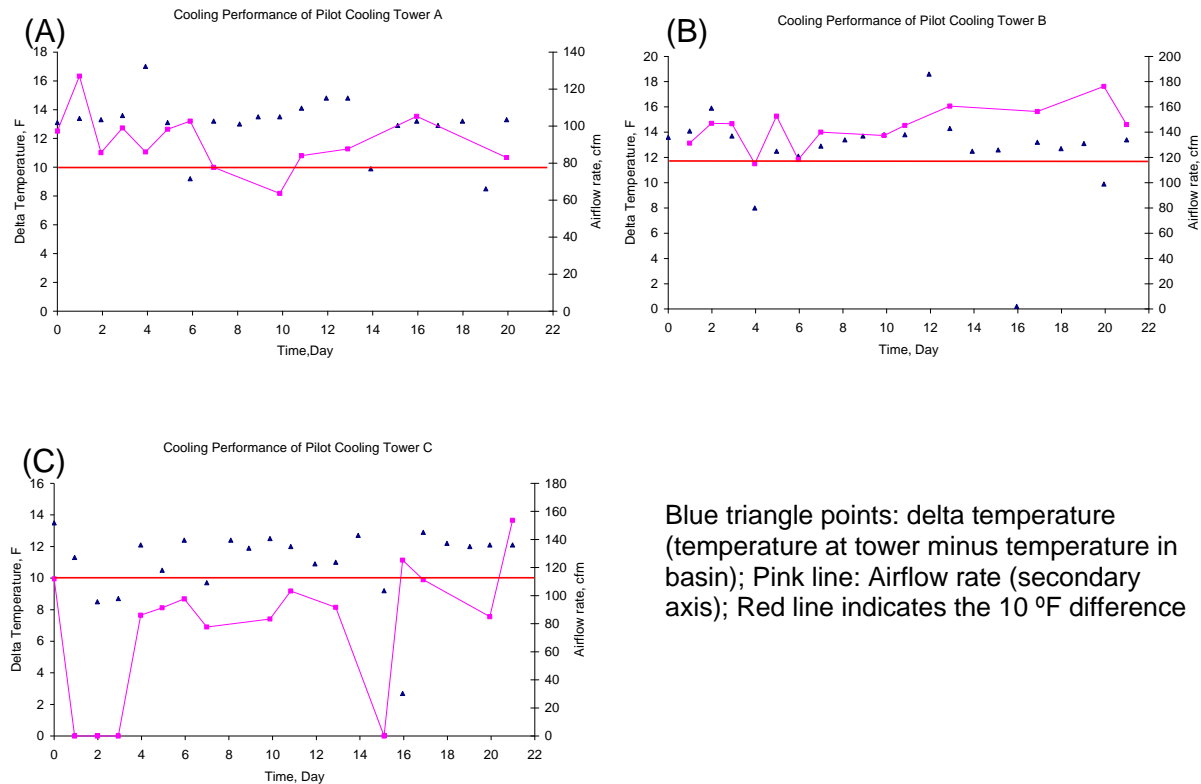 (A)
Cooling Performance of Pilot Cooling Tower A
18
16
14
12
10
8
6
4
2
0
Delta Temperature, F
140
120
100
80
60
40
20
0
Airflow rate, cfm
0 2 4 6 8 10 12 14 16 18 20 22
Time,Day
(B)
Cooling Performance of Pilot Cooling Tower B
20
18
16
14
12
10
8
6
4
2
0
Delta Temperature, F
200
180
160
140
120
100
80
60
40
20
0
Airflow rate, cfm
0 2 4 6 8 10 12 14 16 18 20 22
Time, Day
(C)
Cooling Performance of Pilot Cooling Tower C
16
14
12
10
8
6
4
2
0
Delta Temperature, F
180
160
140
120
100
80
60
40
20
0
Airflow rate, cfm
0 2 4 6 8 10 12 14 16 18 20 22
Time, Day
Blue triangle points: delta temperature
(temperature at tower minus temperature in
basin); Pink line: Airflow rate (secondary
axis); Red line indicates the 10 ºF difference